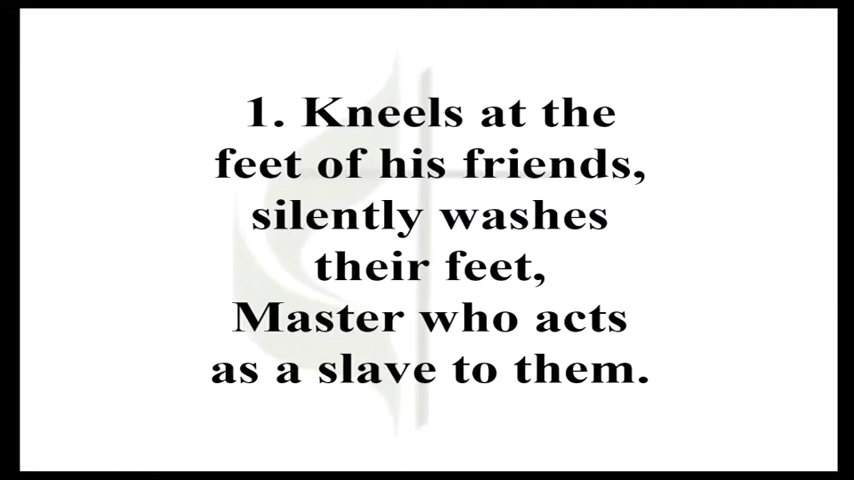 1. Kneels at the
feet of his friends,
silently washes
their feet,
Master who acts
as a slave to them.